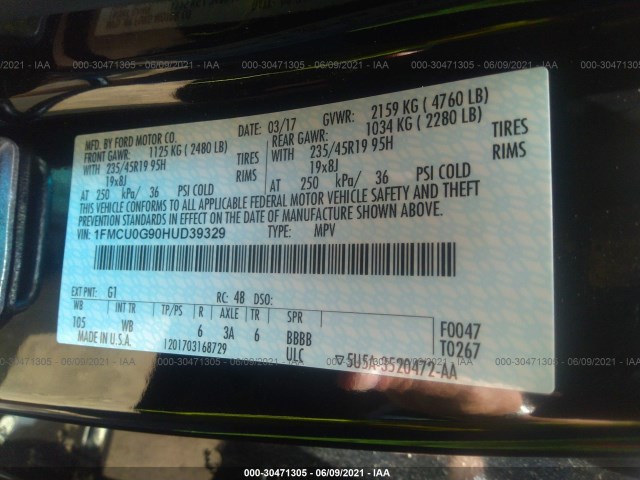 000-30471305 - 06/09/2021 - IAA
000-30471305 - 06/09/2021 - IAA
MFD. BY FORD MOTOR CO.
DATE: 03/17
GVWR: 2159 KG ( 4760 LB)
FRONT GAWR: 1125 KG ( 2480 LB)
REAR GAWR: 1034 KG ( 2280 LB)
WITH 235/45R19 95H TIRES
WITH 235/45R19 95H TIRES
19x8J RIMS
19x8J RIMS
AT 250 kPa/ 36 PSI COLD
AT 250 kPa/ 36 PSI COLD
THIS VEHICLE CONFORMS TO ALL APPLICABLE FEDERAL MOTOR VEHICLE SAFETY AND THEFT
PREVENTION STANDARDS IN EFFECT ON THE DATE OF MANUFACTURE SHOWN ABOVE.
VIN: 1FMCU0G90HUD39329
TYPE: MPV
EXT PNT: G1 RC: 48 DSO:
WB INT TR TP/PS R AXLE TR SPR
105 WB 6 3A 6 BBBB
F0047
MADE IN U.S.A. 1201703168729 ULC
T0267
5U5A-3520472-AA
000-30471305 - 06/09/2021 - IAA
000-30471305 - 06/09/2021 - IAA